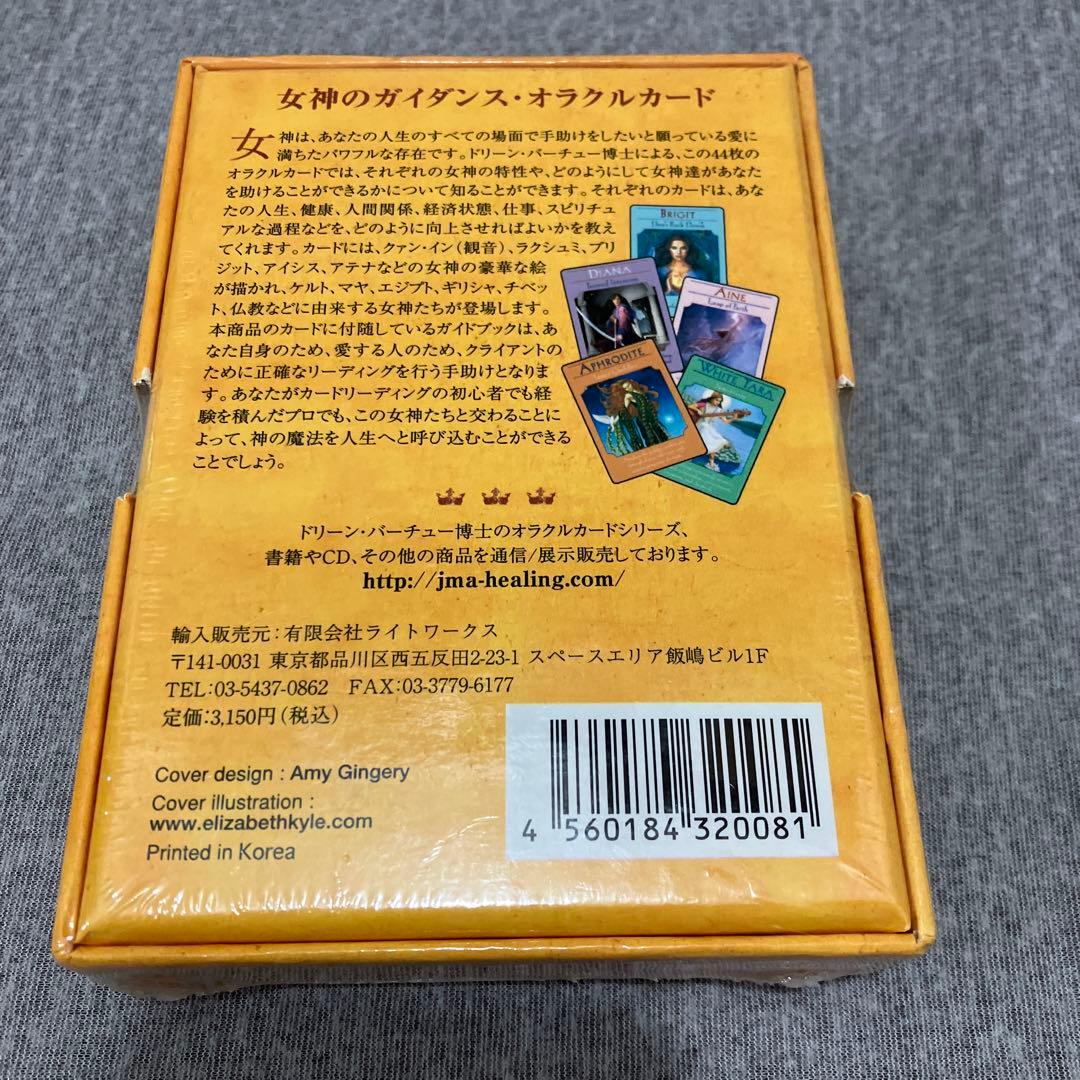 女神のガイダンス・オラクルカード
女神は、あなたの人生のすべての場面で手助けをしたいと願っている愛に
満ちたパワフルな存在です。ドリーン・バーチュー博士による、この44枚の
オラクルカードでは、それぞれの女神の特性や、どのようにして女神達があなた
を助けることができるかについて知ることができます。それぞれのカードは、あな
たの人生、健康、人間関係、経済状態、仕事、スピリチュ
アルな過程などを、どのように向上させればよいかを教え
てくれます。カードには、クァン・イン(観音)、ラクシュミ、ブリ
ジット、アイシス、アテナなどの女神の豪華な絵
が描かれ、ケルト、マヤ、エジプト、ギリシャ、チベッ
ト、仏教などに由来する女神たちが登場します。
本商品のカードに付随しているガイドブックは、あ
なた自身のため、愛する人のため、クライアントの
ために正確なリーディングを行う手助けとなりま
す。あなたがカードリーディングの初心者でも経
験を積んだプロでも、この女神たちと交わることに
よって、神の魔法を人生へと呼び込むことができる
ことでしょう。
BRIGIT
Don't Back Down
DIANA
AINE
Leap of Faith
APHRODITE
WHITE TARA
ドリーン・バーチュー博士のオラクルカードシリーズ、
書籍やCD、その他の商品を通信/展示販売しております。
http://jma-healing.com/
輸入販売元:有限会社ライトワークス
〒141-0031 東京都品川区西五反田2-23-1 スペースエリア飯嶋ビル1F
TEL:03-5437-0862 FAX:03-3779-6177
定価:3,150円(税込)
Cover design : Amy Gingery
Cover illustration :
www.elizabethkyle.com
Printed in Korea
4 560184 320081